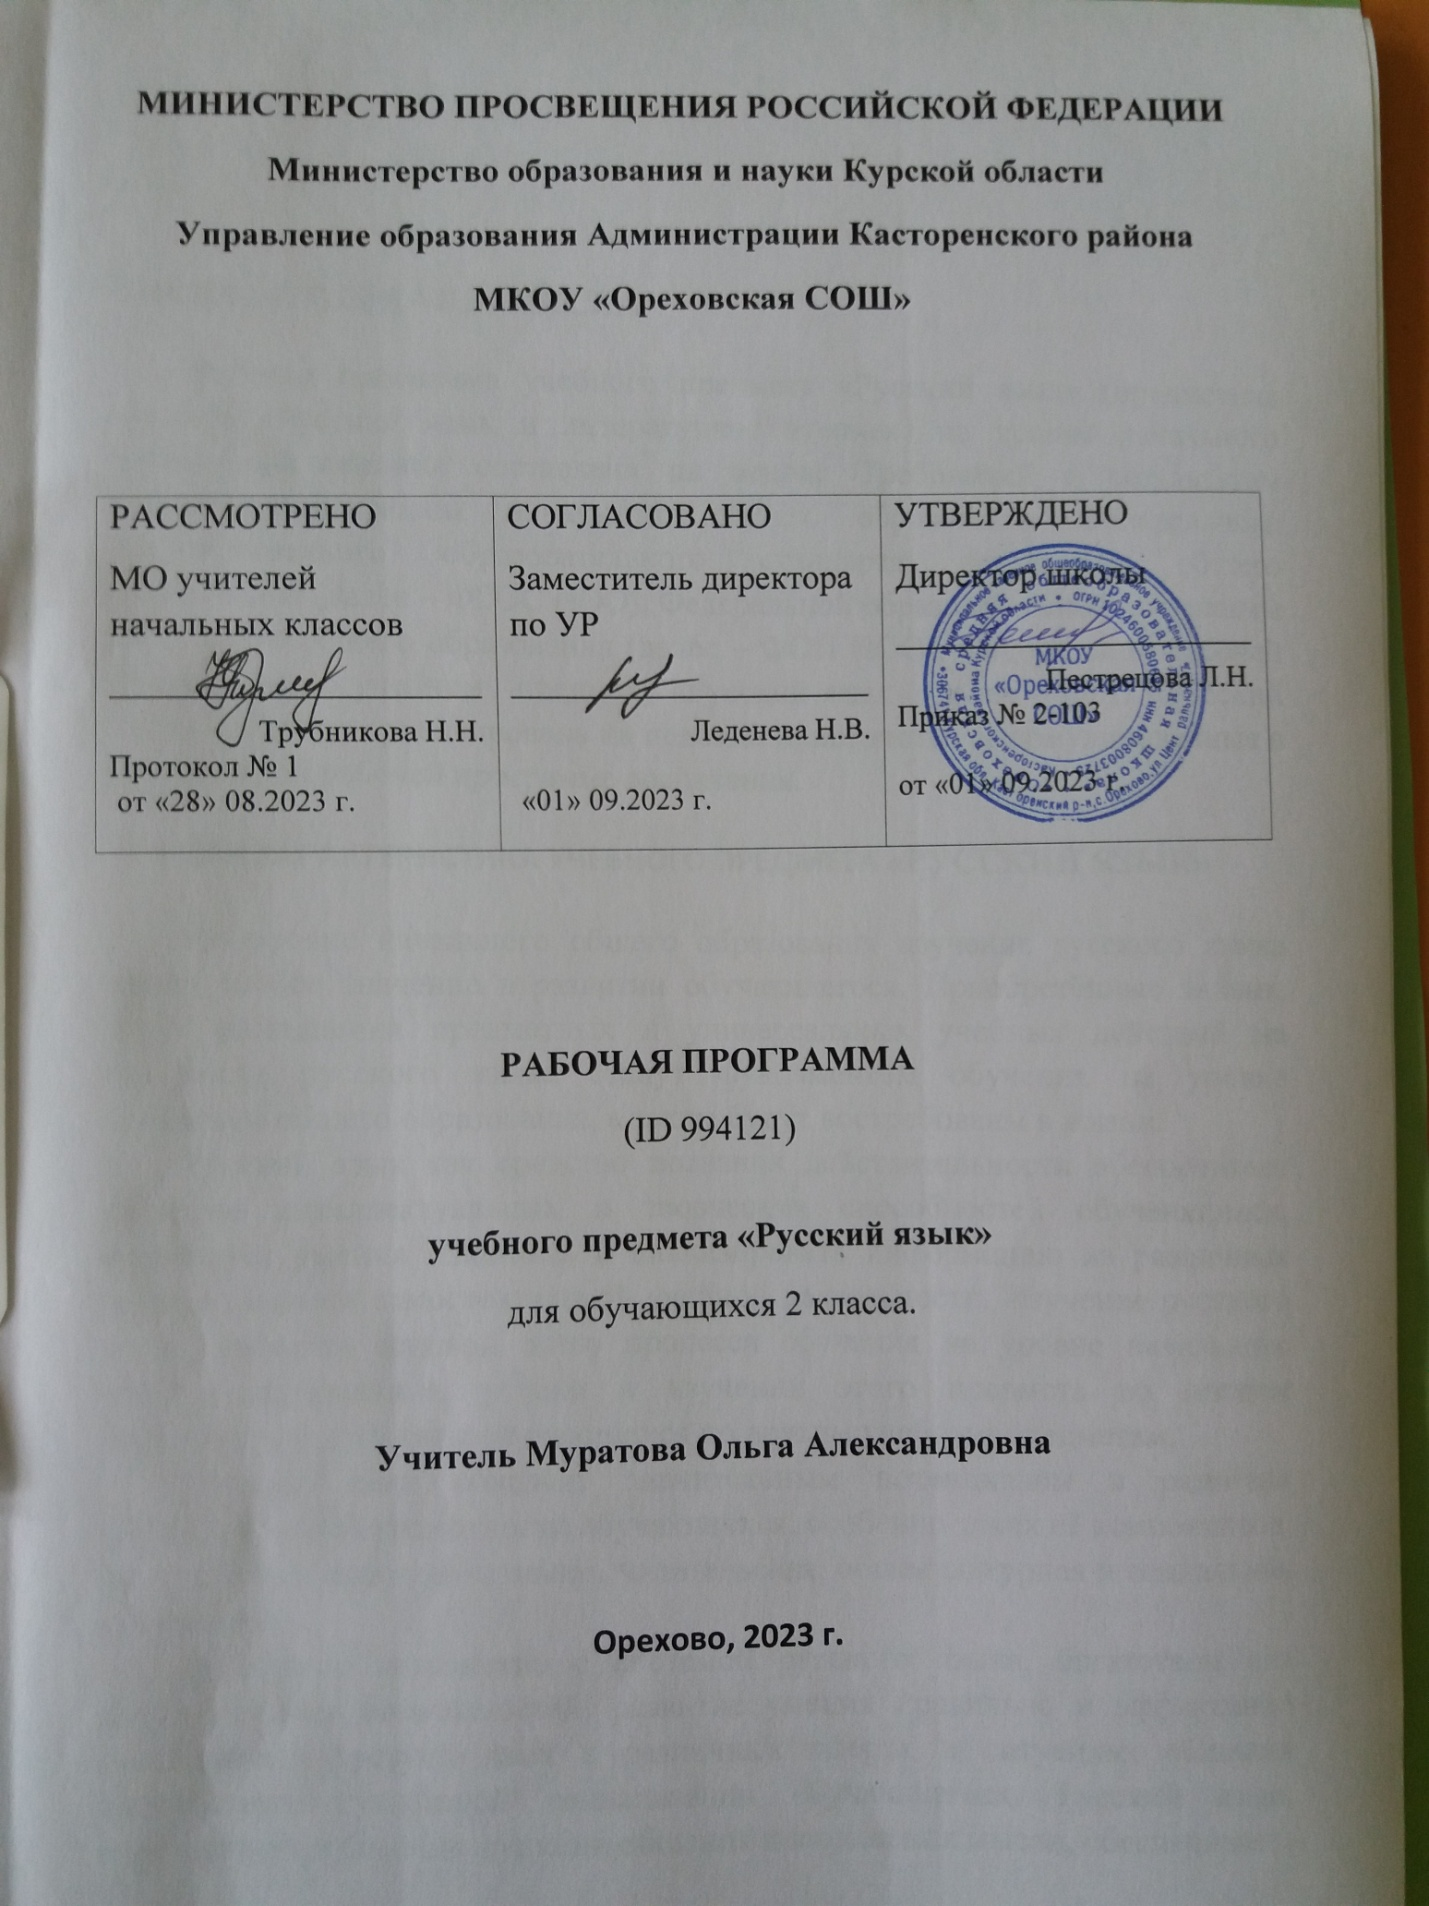 МИНИСТЕРСТВО ПРОСВЕЩЕНИЯ РОССИЙСКОЙ ФЕДЕРАЦИИ
Министерство образования и науки Курской области
Управление образования Администрации Касторенского района
МКОУ «Ореховская СОШ»
РАССМОТРЕНО
МО учителей
начальных классов
Трубникова Н.Н.
Протокол № 1
от «28» 08.2023 г.
СОГЛАСОВАНО
Заместитель директора
по УР
Леденева Н.В.
«01» 09.2023 г.
УТВЕРЖДЕНО
Директор школы
Пестрецова Л.Н.
Приказ № 2-103
от «01» 09.2023 г.
МКОУ
«Ореховская
СОШ»
РАБОЧАЯ ПРОГРАММА
(ID 994121)
учебного предмета «Русский язык»
для обучающихся 2 класса.
Учитель Муратова Ольга Александровна
Орехово, 2023 г.